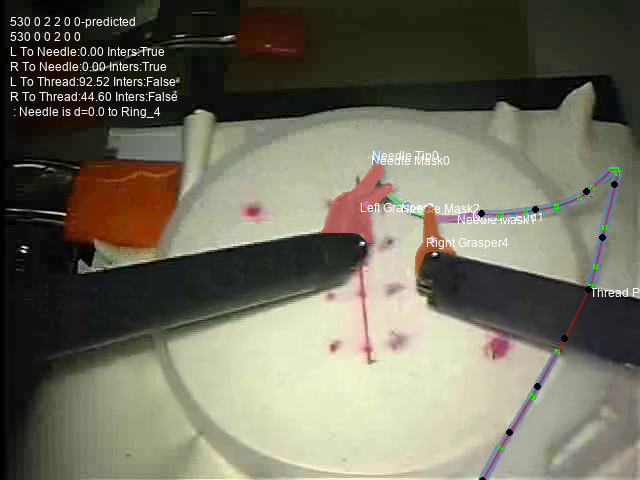 530 0 2 2 0 0-predicted
530 0 0 2 0 0
L To Needle:0.00 Inters:True
R To Needle:0.00 Inters:True
L To Thread:92.52 Inters:False
R To Thread:44.60 Inters:False
: Needle is d=0.0 to Ring_4
Needle Tip0
Needle Mask0
Left Grasper
Mask2
Needle Mask1
Right Grasper4
Thread P